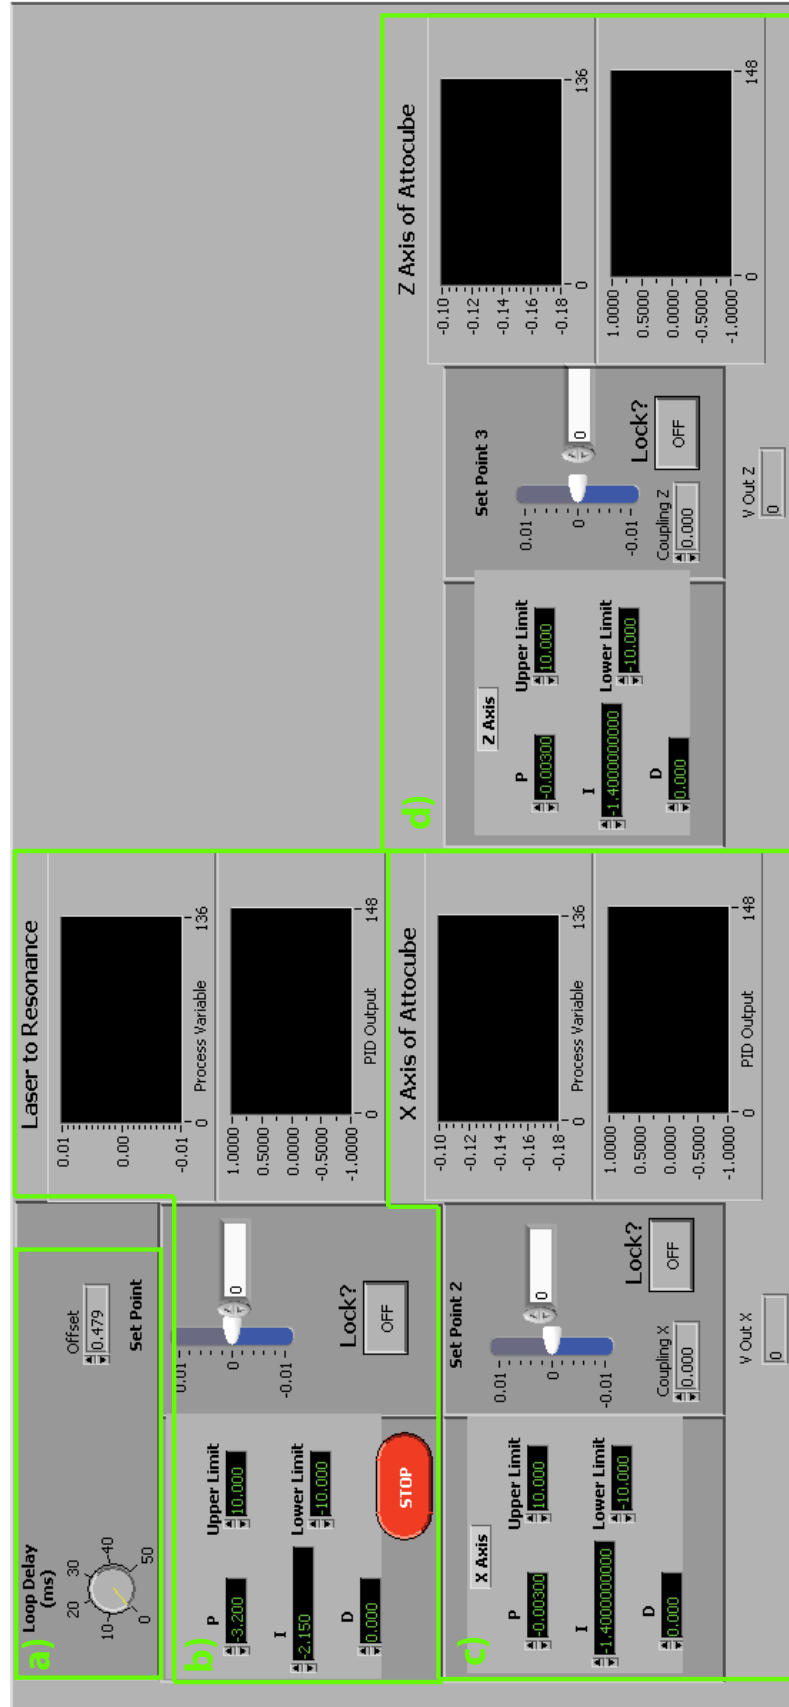 a)
Loop Delay
(ms)
0
10
20
30
40
50
Offset
0.479
Set Point
b)
P
-3.200
I
-2.150
D
0.000
Upper Limit
10.000
Lower Limit
-10.000
STOP
0.01
0
-0.01
0
Lock?
OFF
Laser to Resonance
0.01
0.00
-0.01
0
136
Process Variable
1.0000
0.5000
0.0000
-0.5000
-1.0000
0
148
PID Output
c)
X Axis
P
-0.00300
I
-1.4000000000
D
0.000
Upper Limit
10.000
Lower Limit
-10.000
Set Point 2
0.01
0
-0.01
0
Coupling X
0.000
Lock?
OFF
V Out X
0
X Axis of Attocube
-0.10
-0.12
-0.14
-0.16
-0.18
0
136
Process Variable
1.0000
0.5000
0.0000
-0.5000
-1.0000
0
148
PID Output
d)
Z Axis
P
-0.00300
I
-1.4000000000
D
0.000
Upper Limit
10.000
Lower Limit
-10.000
Set Point 3
0.01
0
-0.01
0
Coupling Z
0.000
Lock?
OFF
V Out Z
0
Z Axis of Attocube
-0.10
-0.12
-0.14
-0.16
-0.18
0
136
1.0000
0.5000
0.0000
-0.5000
-1.0000
0
148